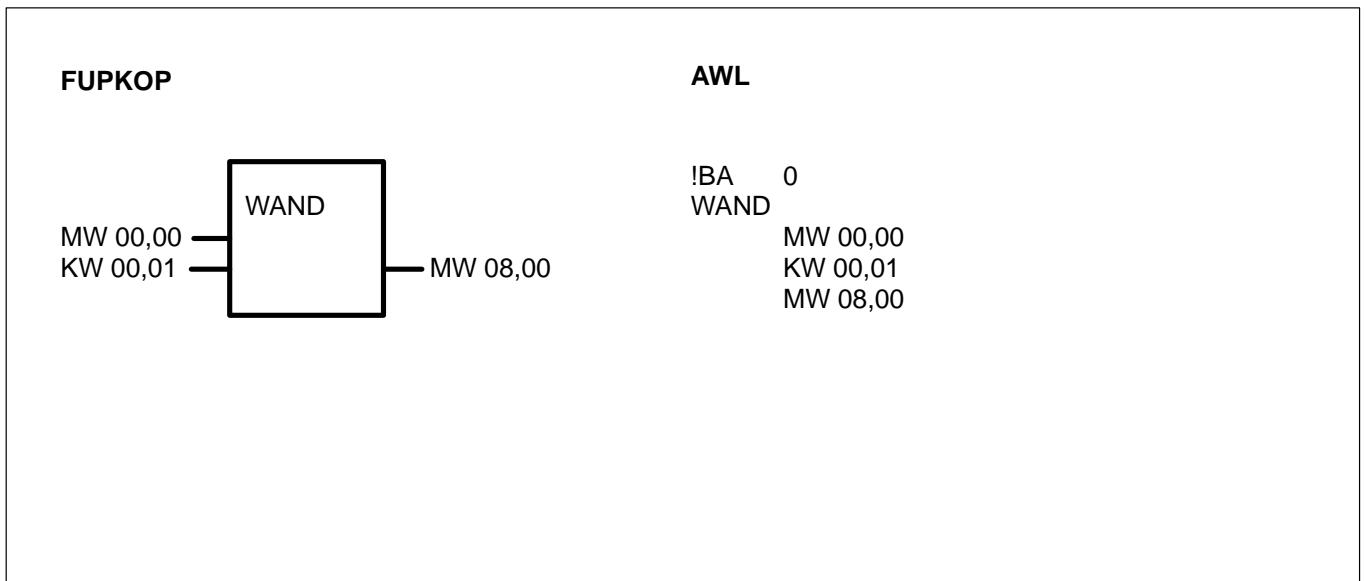 FUPKOP
WAND
MW 00,00
KW 00,01
MW 08,00
AWL
!BA 0
WAND
MW 00,00
KW 00,01
MW 08,00